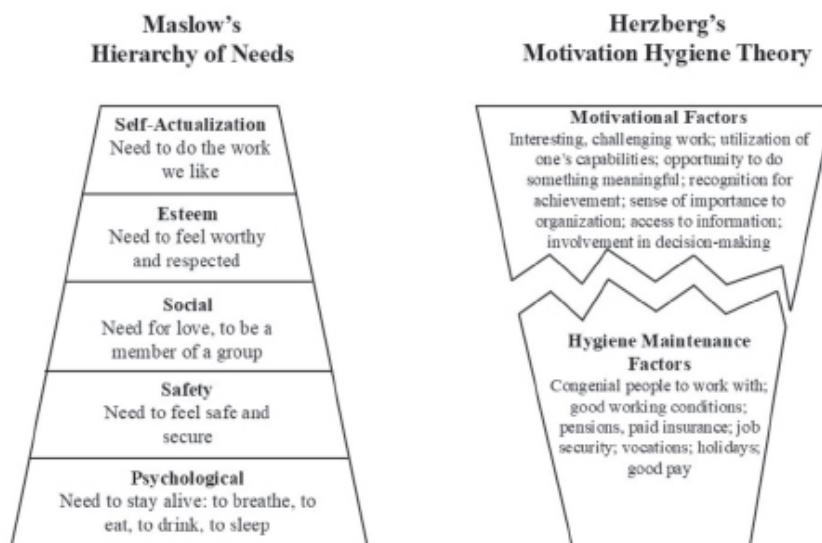 Maslow's
Hierarchy of Needs
Self-Actualization
Need to do the work
we like
Esteem
Need to feel worthy
and respected
Social
Need for love, to be a
member of a group
Safety
Need to feel safe and
secure
Psychological
Need to stay alive: to breathe, to
eat, to drink, to sleep
Herzberg's
Motivation Hygiene Theory
Motivational Factors
Interesting, challenging work; utilization of
one's capabilities; opportunity to do
something meaningful; recognition for
achievement; sense of importance to
organization; access to information;
involvement in decision-making
Hygiene Maintenance
Factors
Congenial people to work with;
good working conditions;
pensions, paid insurance; job
security; vocations; holidays;
good pay